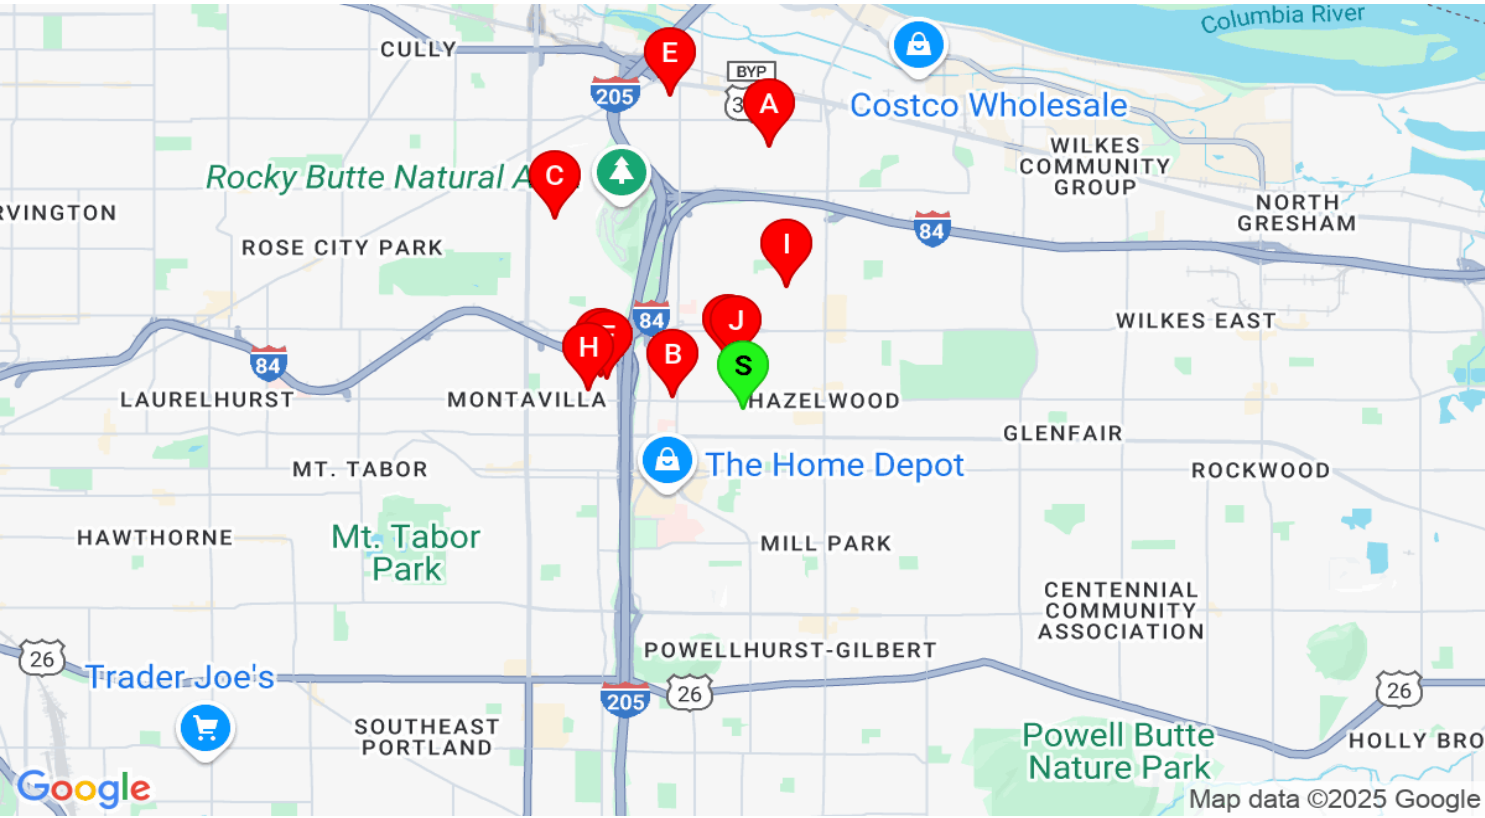 Columbia River
CULLY
E
BYP
205
3
A
Costco Wholesale
WILKES
COMMUNITY
GROUP
Rocky Butte Natural A
C
RVINGTON
NORTH
GRESHAM
84
ROSE CITY PARK
I
84
J
WILKES EAST
H
B
S
84
LAURELHURST
MONTAVILLA
HAZELWOOD
GLENFAIR
MT. TABOR
The Home Depot
ROCKWOOD
HAWTHORNE
Mt. Tabor
Park
MILL PARK
CENTENNIAL
COMMUNITY
ASSOCIATION
26
POWELLHURST-GILBERT
Trader Joe's
205
26
26
SOUTHEAST
PORTLAND
Powell Butte
Nature Park
HOLLY BRO
Google
Map data ©2025 Google